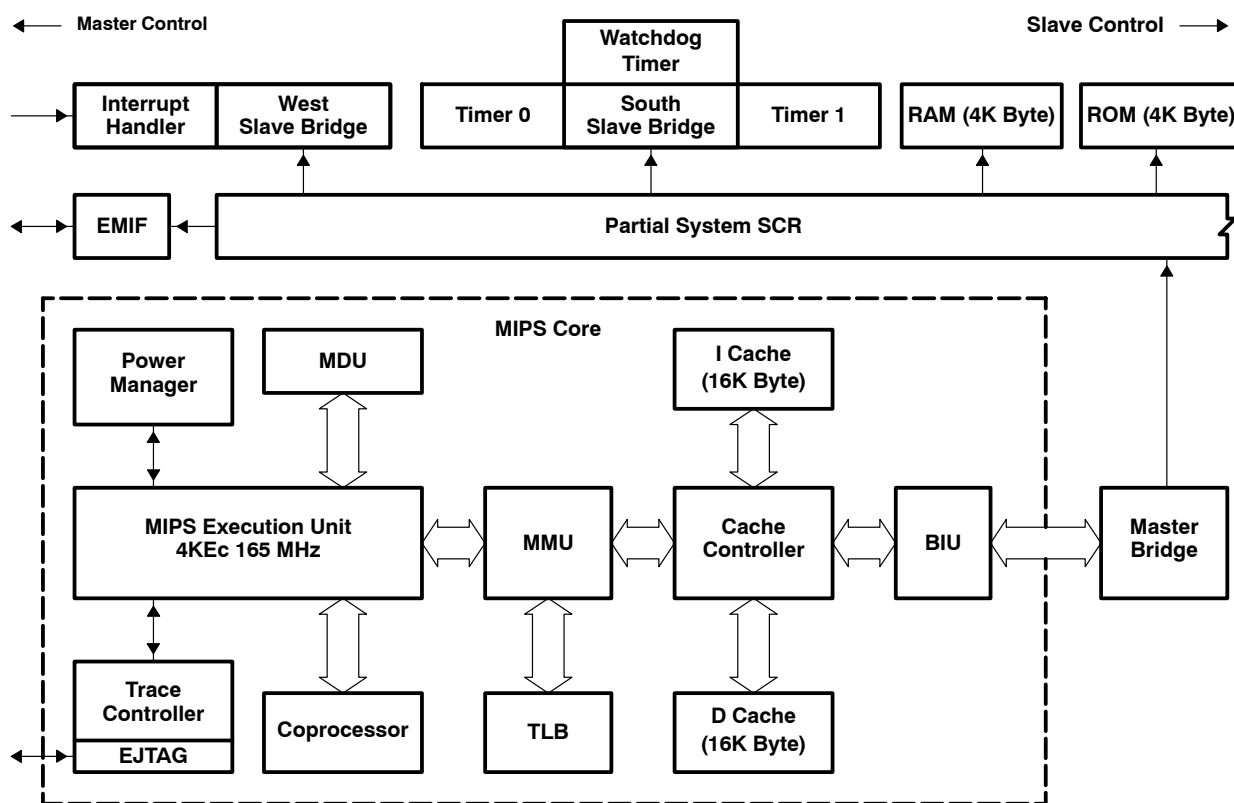 Master Control
Slave Control
Watchdog
Timer
Interrupt
Handler
West
Slave Bridge
Timer 0
South
Slave Bridge
Timer 1
RAM (4K Byte)
ROM (4K Byte)
EMIF
Partial System SCR
MIPS Core
Power
Manager
MDU
I Cache
(16K Byte)
MIPS Execution Unit
4KEc 165 MHz
MMU
Cache
Controller
BIU
Master
Bridge
Trace
Controller
EJTAG
Coprocessor
TLB
D Cache
(16K Byte)